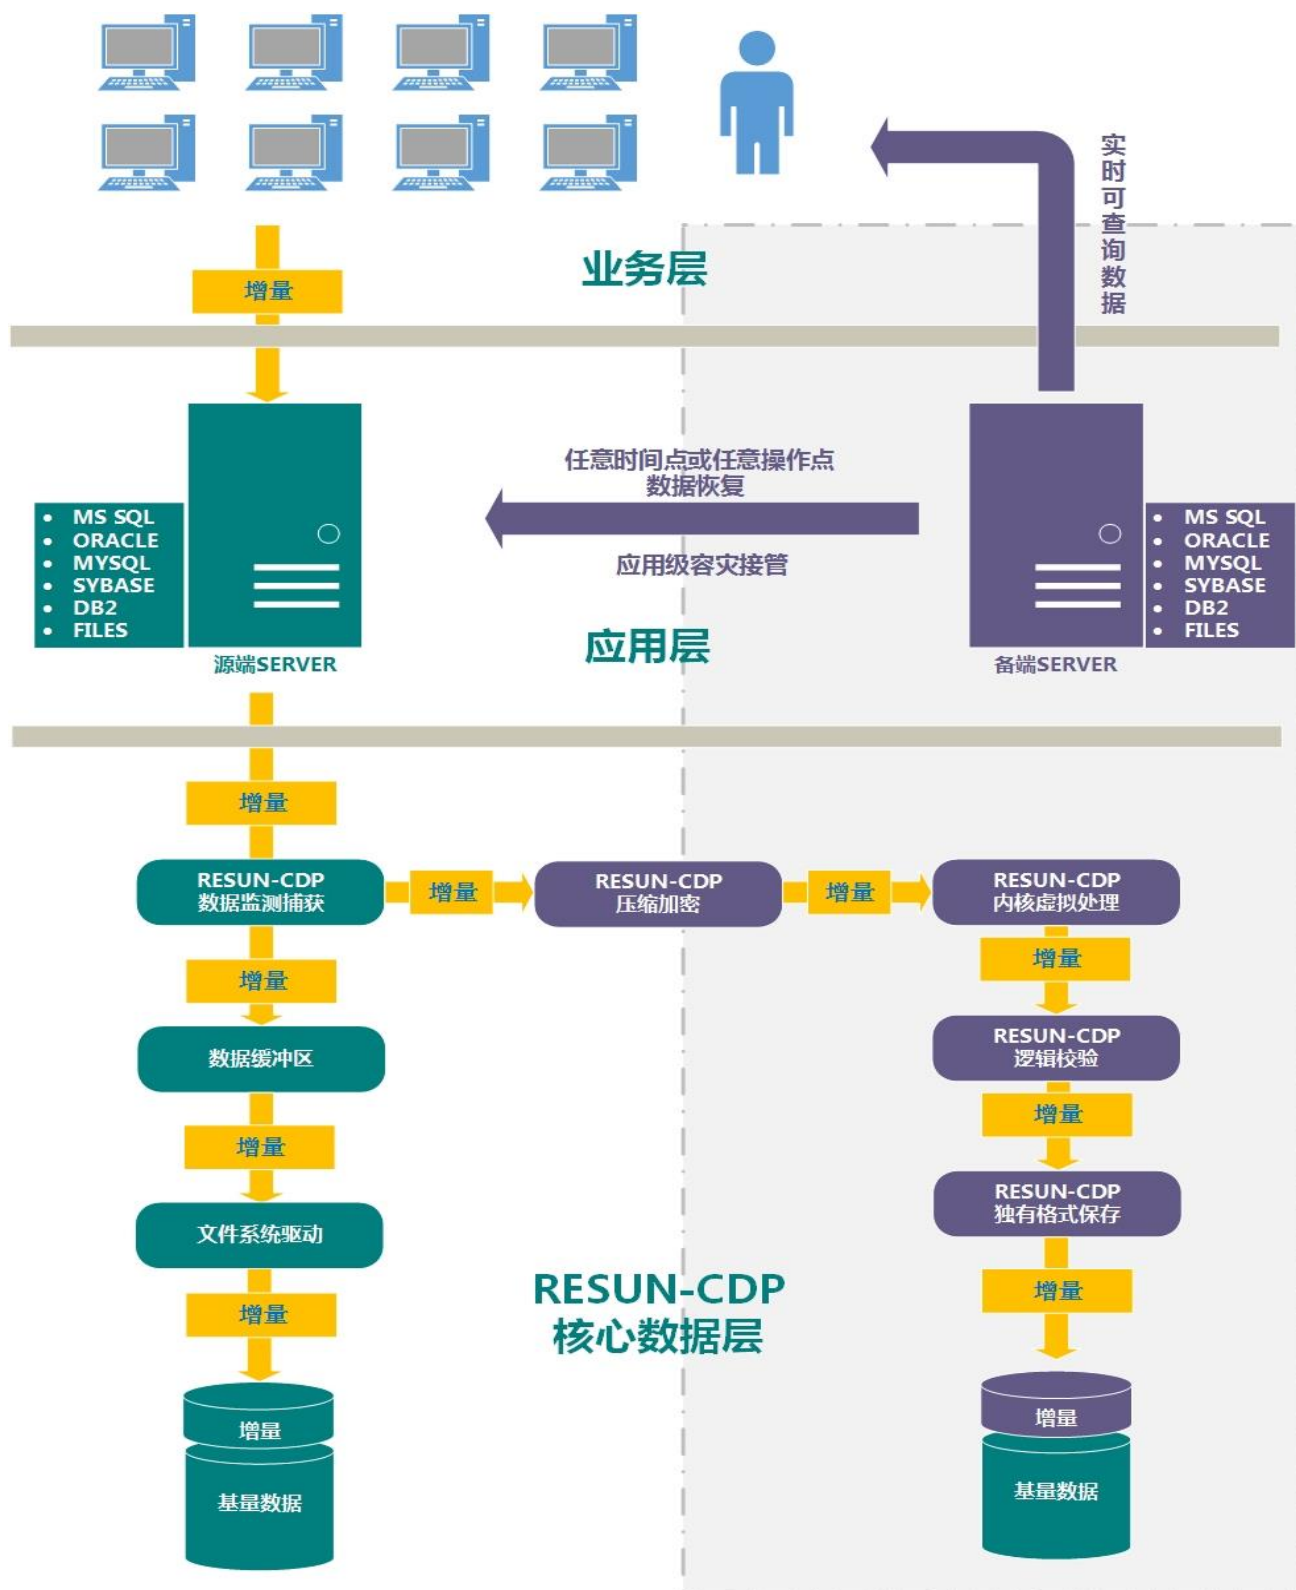 实时可查询数据
业务层
增量
任意时间点或任意操作点
数据恢复
应用级容灾接管
• MS SQL
• ORACLE
• MYSQL
• SYBASE
• DB2
• FILES
• MS SQL
• ORACLE
• MYSQL
• SYBASE
• DB2
• FILES
应用层
源端SERVER
备端SERVER
增量
RESUN-CDP
数据监测捕获
增量
RESUN-CDP
压缩加密
增量
RESUN-CDP
内核虚拟处理
增量
增量
数据缓冲区
RESUN-CDP
逻辑校验
增量
增量
文件系统驱动
RESUN-CDP
独有格式保存
RESUN-CDP
核心数据层
增量
增量
增量
基量数据
增量
基量数据